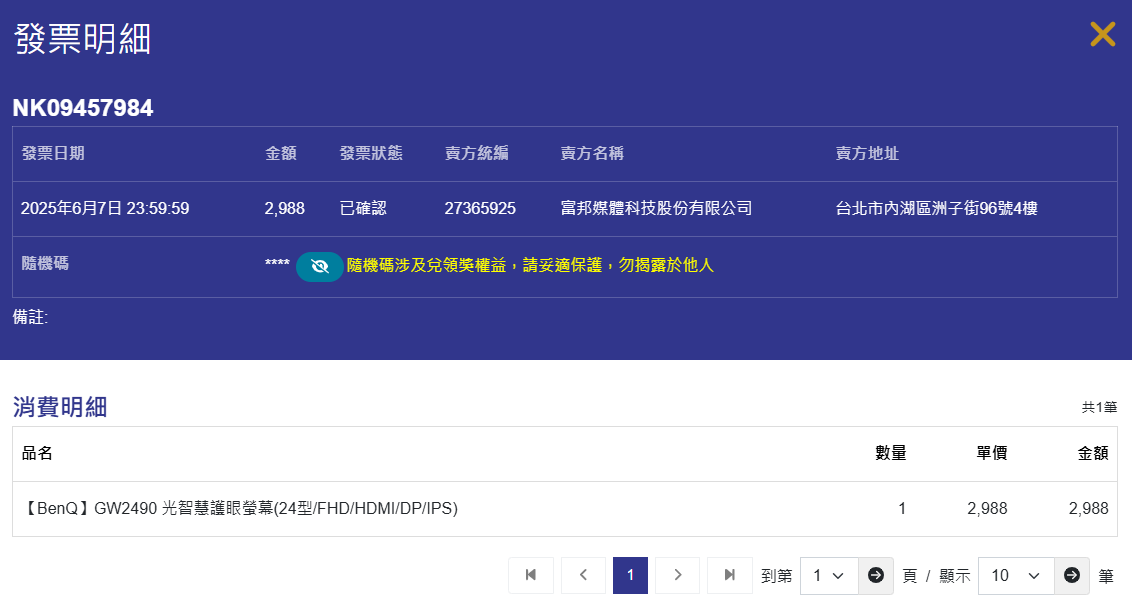 發票明細
NK09457984
發票日期 金額 發票狀態 賣方統編 賣方名稱 賣方地址
2025年6月7日 23:59:59 2,988 已確認 27365925 富邦媒體科技股份有限公司 台北市內湖區洲子街96號4樓
隨機碼 **** 隨機碼涉及兌領獎權益，請妥適保護，勿揭露於他人
備註:
消費明細 共1筆
品名 數量 單價 金額
【BenQ】GW2490 光智慧護眼螢幕(24型/FHD/HDMI/DP/IPS) 1 2,988 2,988
1 到第 1 頁 / 顯示 10 筆